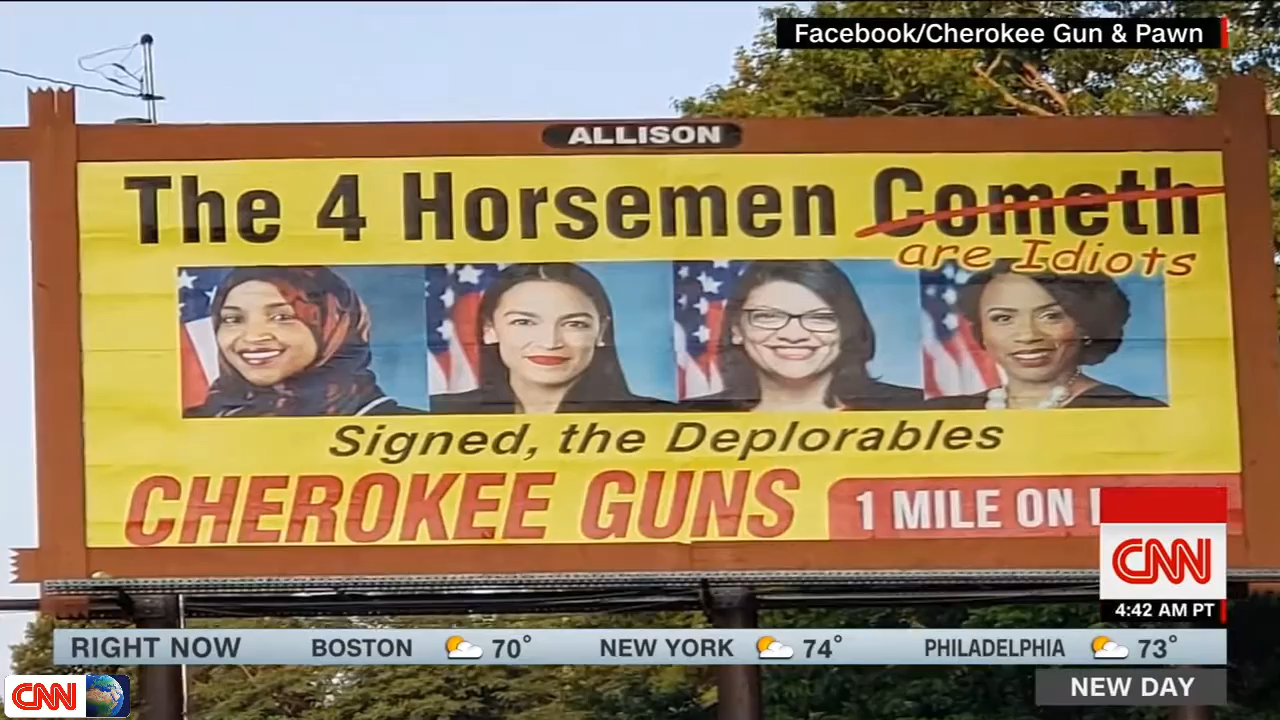 Facebook/Cherokee Gun & Pawn
ALLISON
The 4 Horsemen Cometh
are Idiots
Signed, the Deplorables
CHEROKEE GUNS
1 MILE ON
CNN
4:42 AM PT
RIGHT NOW BOSTON 70° NEW YORK 74° PHILADELPHIA 73°
NEW DAY
CNN